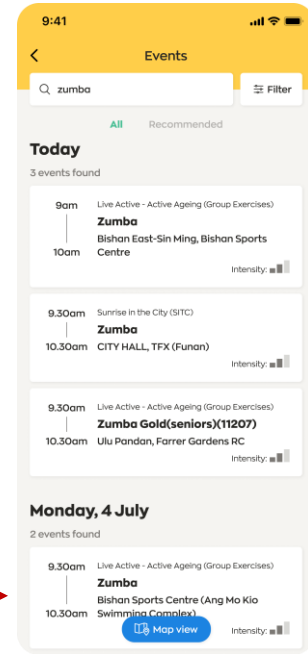 9:41
Events
zumba
Filter
All Recommended
Today
3 events found
9am Live Active - Active Ageing (Group Exercises)
Zumba
Bishan East-Sin Ming, Bishan Sports
10am Centre
Intensity:
9.30am Sunrise in the City (SITC)
Zumba
10.30am CITY HALL, TFX (Funan)
Intensity:
9.30am Live Active - Active Ageing (Group Exercises)
Zumba Gold(seniors)(11207)
10.30am Ulu Pandan, Farrer Gardens RC
Intensity:
Monday, 4 July
2 events found
9.30am Live Active - Active Ageing (Group Exercises)
Zumba
Bishan Sports Centre (Ang Mo Kio
10.30am Swimming Complex)
Map view
Intensity: